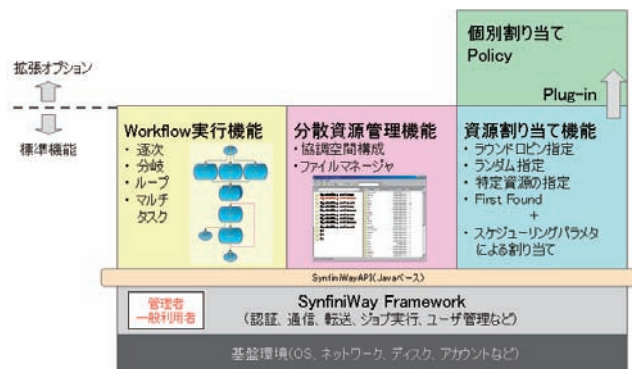 個別割り当て
Policy
拡張オプション
Plug-in
標準機能
Workflow実行機能
・逐次
・分岐
・ループ
・マルチ
タスク
分散資源管理機能
・協調空間構成
・ファイルマネージャ
資源割り当て機能
・ラウンドロビン指定
・ランダム指定
・特定資源の指定
・First Found
+
・スケジューリングパラメタ
による割り当て
SynfiniWayAPI(Javaベース)
管理者
一般利用者
SynfiniWay Framework
(認証、通信、転送、ジョブ実行、ユーザ管理など)
基盤環境(OS、ネットワーク、ディスク、アカウントなど)